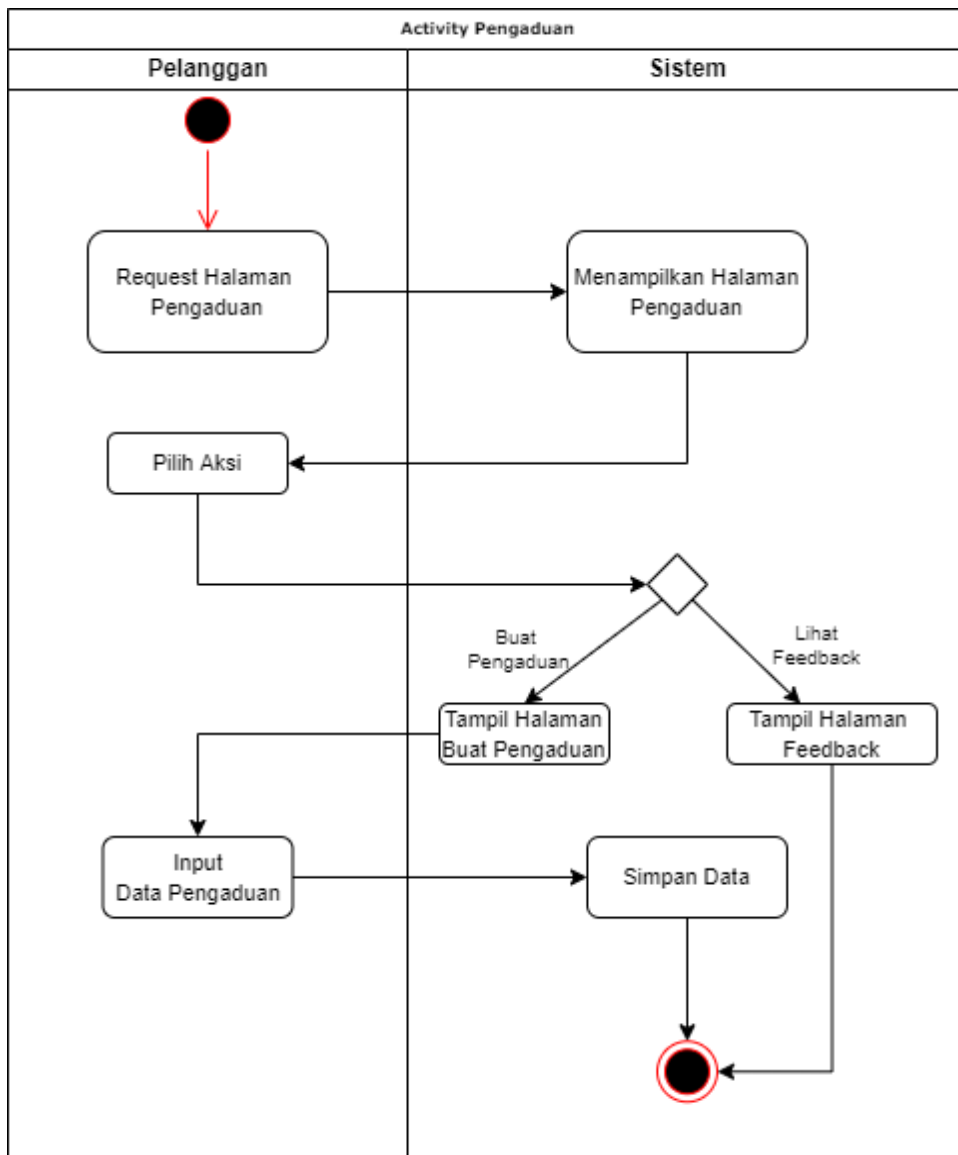 Activity Pengaduan
Pelanggan
Sistem
Request Halaman
Pengaduan
Menampilkan Halaman
Pengaduan
Pilih Aksi
Buat
Pengaduan
Lihat
Feedback
Tampil Halaman
Buat Pengaduan
Tampil Halaman
Feedback
Input
Data Pengaduan
Simpan Data